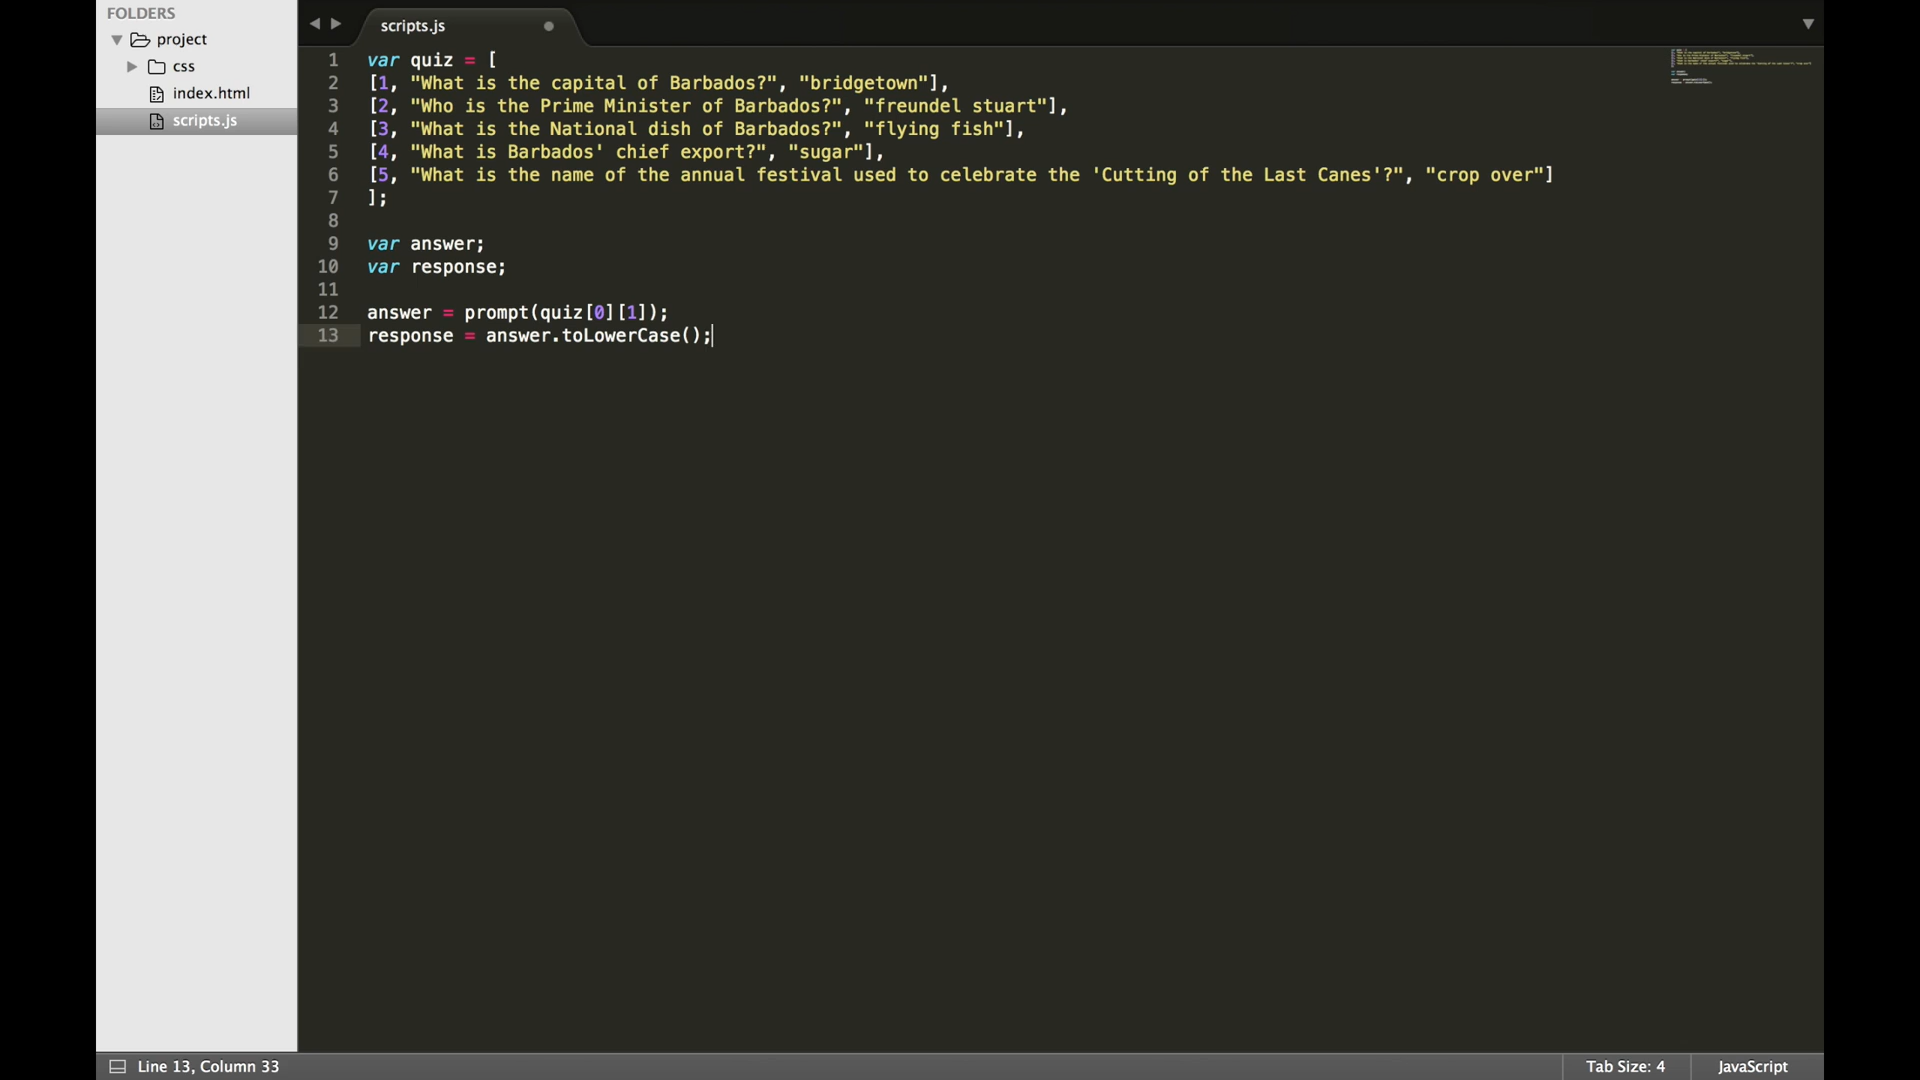 FOLDERS
project
css
index.html
scripts.js
scripts.js
1 var quiz = [
2 [1, "What is the capital of Barbados?", "bridgetown"],
3 [2, "Who is the Prime Minister of Barbados?", "freundel stuart"],
4 [3, "What is the National dish of Barbados?", "flying fish"],
5 [4, "What is Barbados' chief export?", "sugar"],
6 [5, "What is the name of the annual festival used to celebrate the 'Cutting of the Last Canes'?", "crop over"]
7 ];
8
9 var answer;
10 var response;
11
12 answer = prompt(quiz[0][1]);
13 response = answer.toLowerCase();
Line 13, Column 33
Tab Size: 4
JavaScript